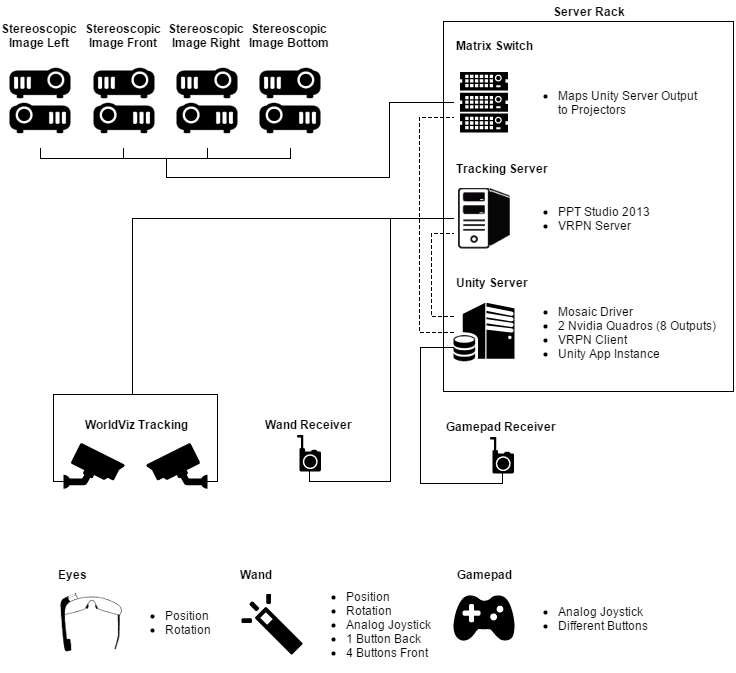 Server Rack
Stereoscopic Image Left
Stereoscopic Image Front
Stereoscopic Image Right
Stereoscopic Image Bottom
Matrix Switch
• Maps Unity Server Output
to Projectors
Tracking Server
• PPT Studio 2013
• VRPN Server
Unity Server
• Mosaic Driver
• 2 Nvidia Quadros (8 Outputs)
• VRPN Client
• Unity App Instance
WorldViz Tracking
Wand Receiver
Gamepad Receiver
Eyes
• Position
• Rotation
Wand
• Position
• Rotation
• Analog Joystick
• 1 Button Back
• 4 Buttons Front
Gamepad
• Analog Joystick
• Different Buttons